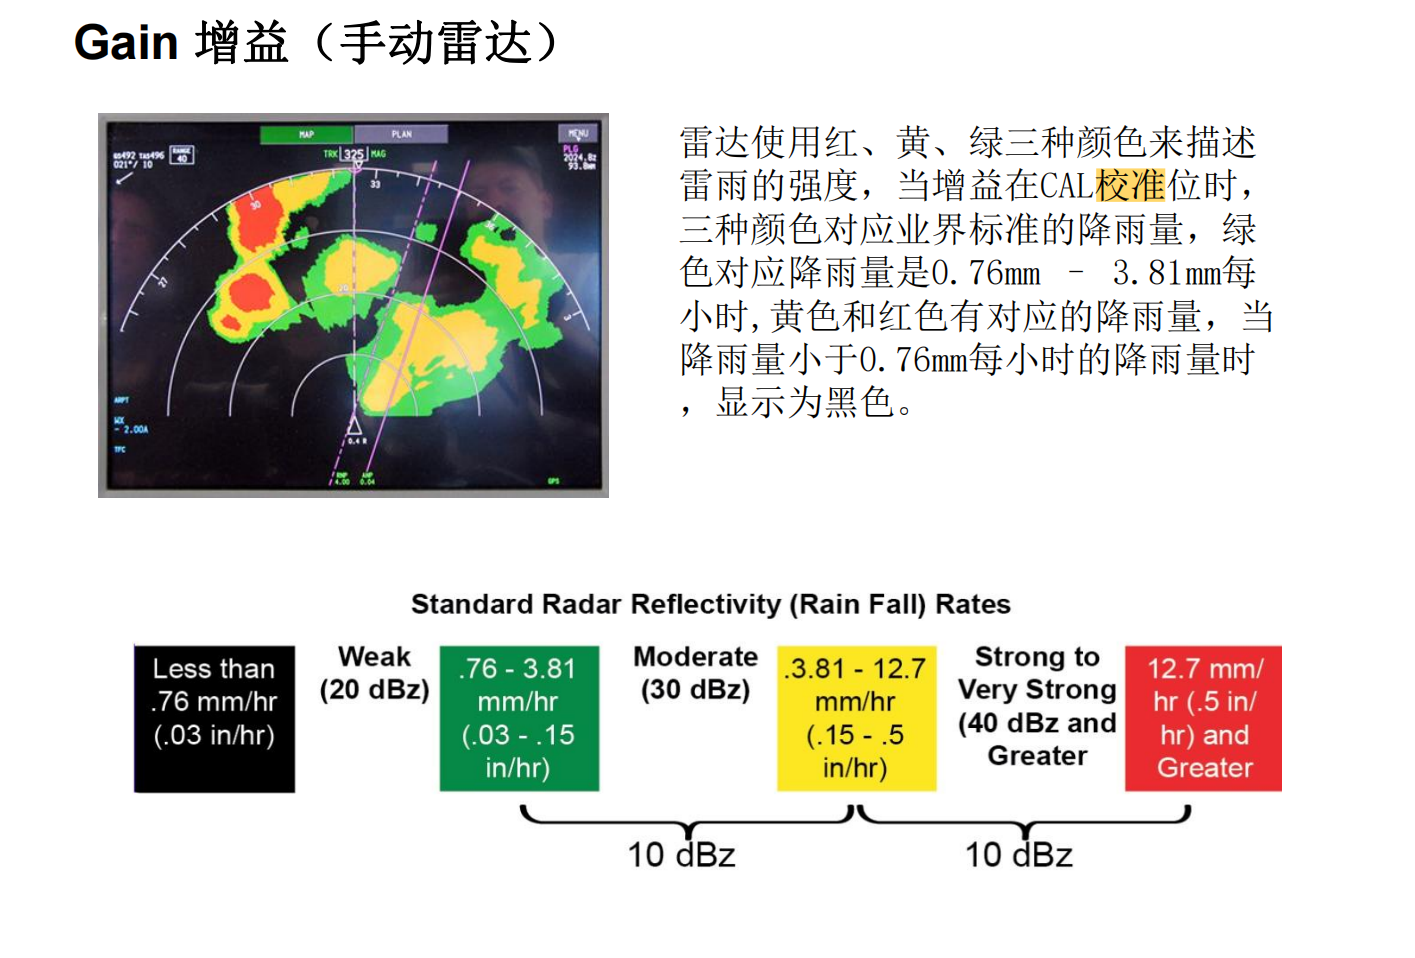 Gain 增益（手动雷达）
MAP
PLAN
MENU
GS492 TAS496
021°/ 10
RANGE
40
TRK 325 MAG
PLG
2024.8z
93.8NM
33
30
27
20
3
ARPT
WX
- 2.00A
TFC
0.4 R
RNP
4.00
ANP
0.04
GPS
雷达使用红、黄、绿三种颜色来描述
雷雨的强度，当增益在CAL校准位时，
三种颜色对应业界标准的降雨量，绿
色对应降雨量是0.76mm – 3.81mm每
小时,黄色和红色有对应的降雨量，当
降雨量小于0.76mm每小时的降雨量时
，显示为黑色。
Standard Radar Reflectivity (Rain Fall) Rates
Less than
.76 mm/hr
(.03 in/hr)
Weak
(20 dBz)
.76 - 3.81
mm/hr
(.03 - .15
in/hr)
Moderate
(30 dBz)
.3.81 - 12.7
mm/hr
(.15 - .5
in/hr)
Strong to
Very Strong
(40 dBz and
Greater
12.7 mm/
hr (.5 in/
hr) and
Greater
10 dBz
10 dBz